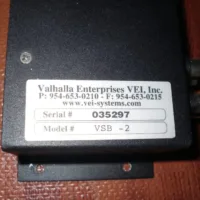 Valhalla Enterprises VEI, Inc.
P: 954-653-0210 - F: 954-653-0215
www.vei-systems.com
Serial # 035297
Model # VSB -2